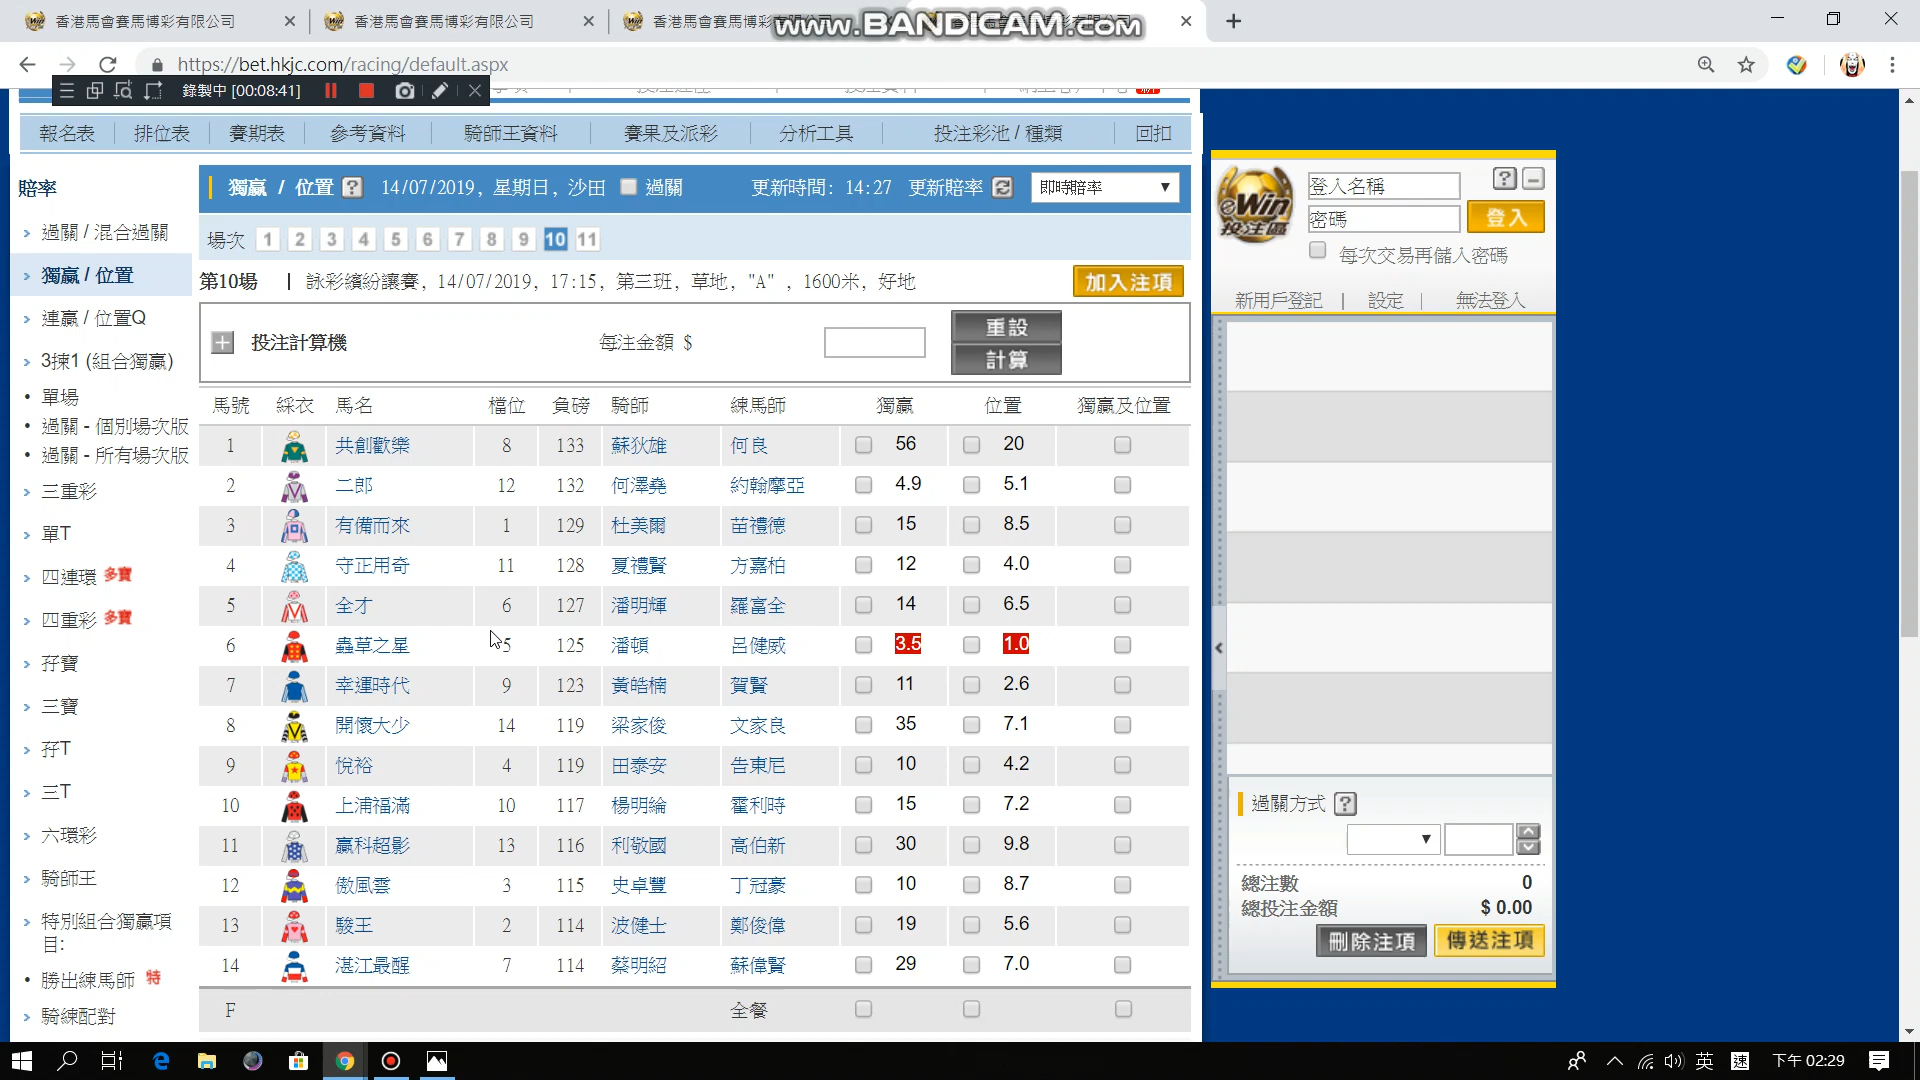 香港馬會賽馬博彩有限公司
香港馬會賽馬博彩有限公司
香港馬會賽馬博彩有限公司
www.BANDICAM.com
https://bet.hkjc.com/racing/default.aspx
錄製中 [00:08:41]
報名表 排位表 賽期表 參考資料 騎師王資料 賽果及派彩 分析工具 投注彩池 / 種類 回扣
賠率
過關 / 混合過關
獨贏 / 位置
連贏 / 位置Q
3揀1 (組合獨贏)
單場
過關 - 個別場次版
過關 - 所有場次版
三重彩
單T
四連環 多寶
四重彩 多寶
孖寶
三寶
孖T
三T
六環彩
騎師王
特別組合獨贏項
目:
勝出練馬師 特
騎練配對
獨贏 / 位置 ? 14/07/2019, 星期日, 沙田 過關 更新時間: 14:27 更新賠率 即時賠率
場次 1 2 3 4 5 6 7 8 9 10 11
第10場 | 詠彩繽紛讓賽, 14/07/2019, 17:15, 第三班, 草地, "A" , 1600米, 好地 加入注項
投注計算機 每注金額 $ 重設
計算
馬號 綵衣 馬名 檔位 負磅 騎師 練馬師 獨贏 位置 獨贏及位置
1 共創歡樂 8 133 蘇狄雄 何良 56 20
2 二郎 12 132 何澤堯 約翰摩亞 4.9 5.1
3 有備而來 1 129 杜美爾 苗禮德 15 8.5
4 守正用奇 11 128 夏禮賢 方嘉柏 12 4.0
5 全才 6 127 潘明輝 羅富全 14 6.5
6 蟲草之星 5 125 潘頓 呂健威 3.5 1.0
7 幸運時代 9 123 黃皓楠 賀賢 11 2.6
8 開懷大少 14 119 梁家俊 文家良 35 7.1
9 悅裕 4 119 田泰安 告東尼 10 4.2
10 上浦福滿 10 117 楊明綸 霍利時 15 7.2
11 贏科超影 13 116 利敬國 高伯新 30 9.8
12 傲風雲 3 115 史卓豐 丁冠豪 10 8.7
13 駿王 2 114 波健士 鄭俊偉 19 5.6
14 湛江最醒 7 114 蔡明紹 蘇偉賢 29 7.0
F 全餐
eWin
投注區
登入名稱 ?
密碼 登入
每次交易再儲入密碼
新用戶登記 | 設定 | 無法登入
過關方式 ?
總注數 0
總投注金額 $ 0.00
刪除注項 傳送注項
英 速 下午 02:29